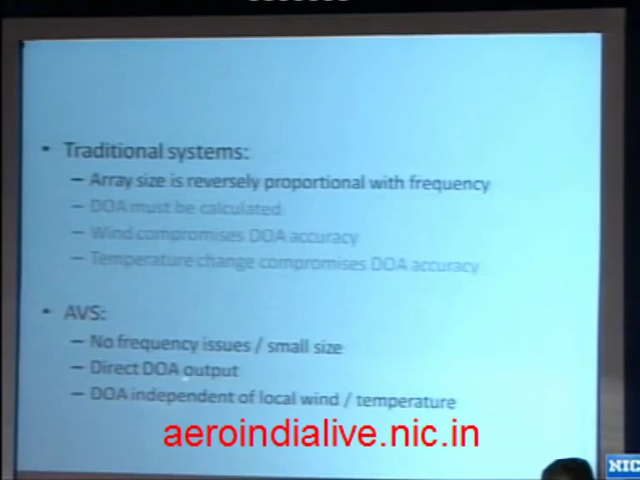 • Traditional systems:
– Array size is reversely proportional with frequency
– DOA must be calculated
– Wind compromises DOA accuracy
– Temperature change compromises DOA accuracy
• AVS:
– No frequency issues / small size
– Direct DOA output
– DOA independent of local wind / temperature
aeroindialive.nic.in
NIC